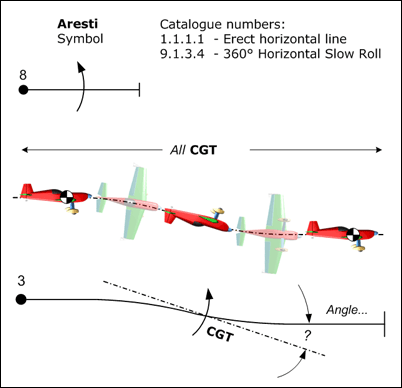 Aresti
Symbol
Catalogue numbers:
1.1.1.1 - Erect horizontal line
9.1.3.4 - 360° Horizontal Slow Roll
8
All CGT
3
Angle...
?
CGT